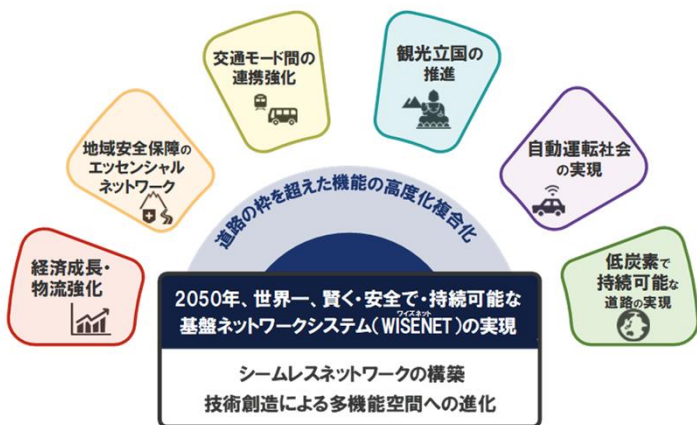 交通モード間の
連携強化
観光立国の
推進
地域安全保障の
エッセンシャル
ネットワーク
自動運転社会
の実現
経済成長・
物流強化
低炭素で
持続可能な
道路の実現
道路の枠を超えた機能の高度化複合化
2050年、世界一、賢く・安全で・持続可能な
ワイズネット
基盤ネットワークシステム(WISENET)の実現
シームレスネットワークの構築
技術創造による多機能空間への進化